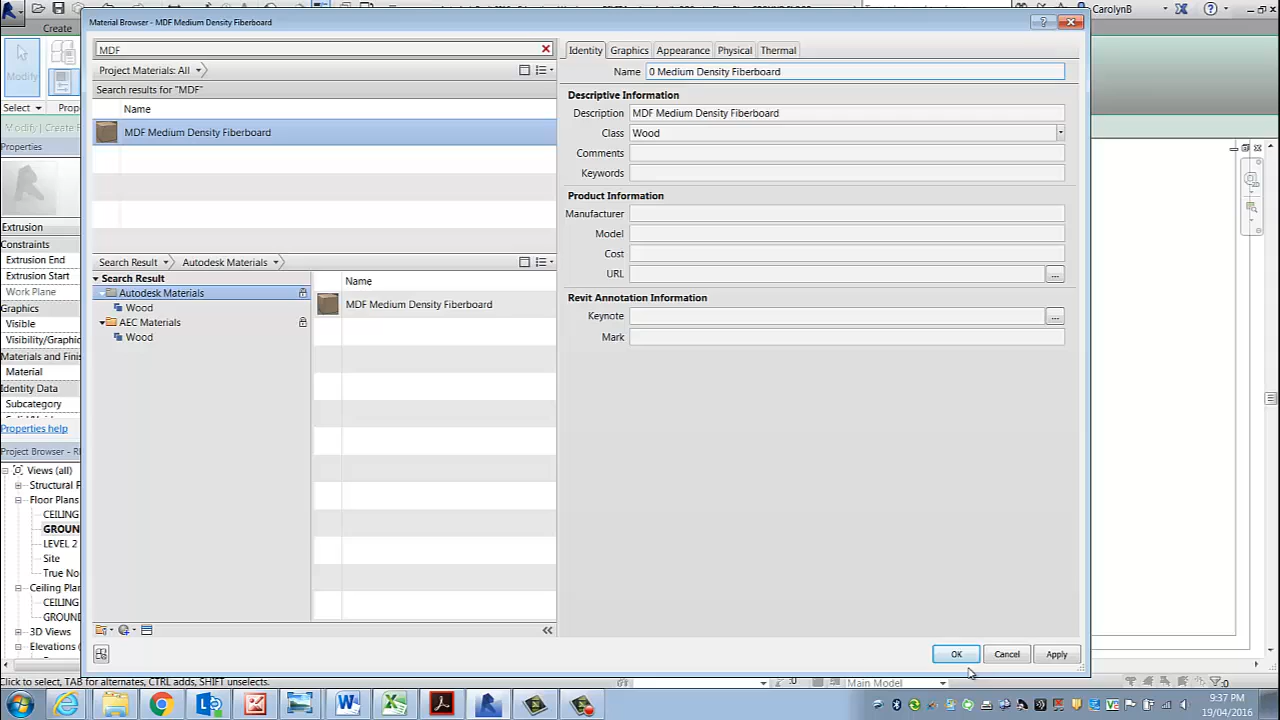 Material Browser - MDF Medium Density Fiberboard
CarolynB
Create
MDF
Identity
Graphics
Appearance
Physical
Thermal
Modify
Project Materials: All
Name
0 Medium Density Fiberboard
Search results for "MDF"
Descriptive Information
Select
Name
Description
MDF Medium Density Fiberboard
MDF Medium Density Fiberboard
Class
Wood
Properties
Comments
Keywords
Product Information
Manufacturer
Extrusion
Model
Constraints
Cost
Extrusion End
Search Result
Autodesk Materials
URL
...
Extrusion Start
Search Result
Name
Work Plane
Autodesk Materials
Revit Annotation Information
Graphics
Wood
MDF Medium Density Fiberboard
Keynote
...
Visible
AEC Materials
Mark
Visibility/Graphic
Wood
Materials and Finis
Material
Identity Data
Subcategory
Properties help
Project Browser - R
Views (all)
Structural P
Floor Plans
CEILING
GROUN
LEVEL 2
Site
True No
Ceiling Plan
CEILING
GROUN
3D Views
Elevations (
OK
Cancel
Apply
Click to select, TAB for alternates, CTRL adds, SHIFT unselects.
:0
Main Model
:0
9:37 PM
19/04/2016